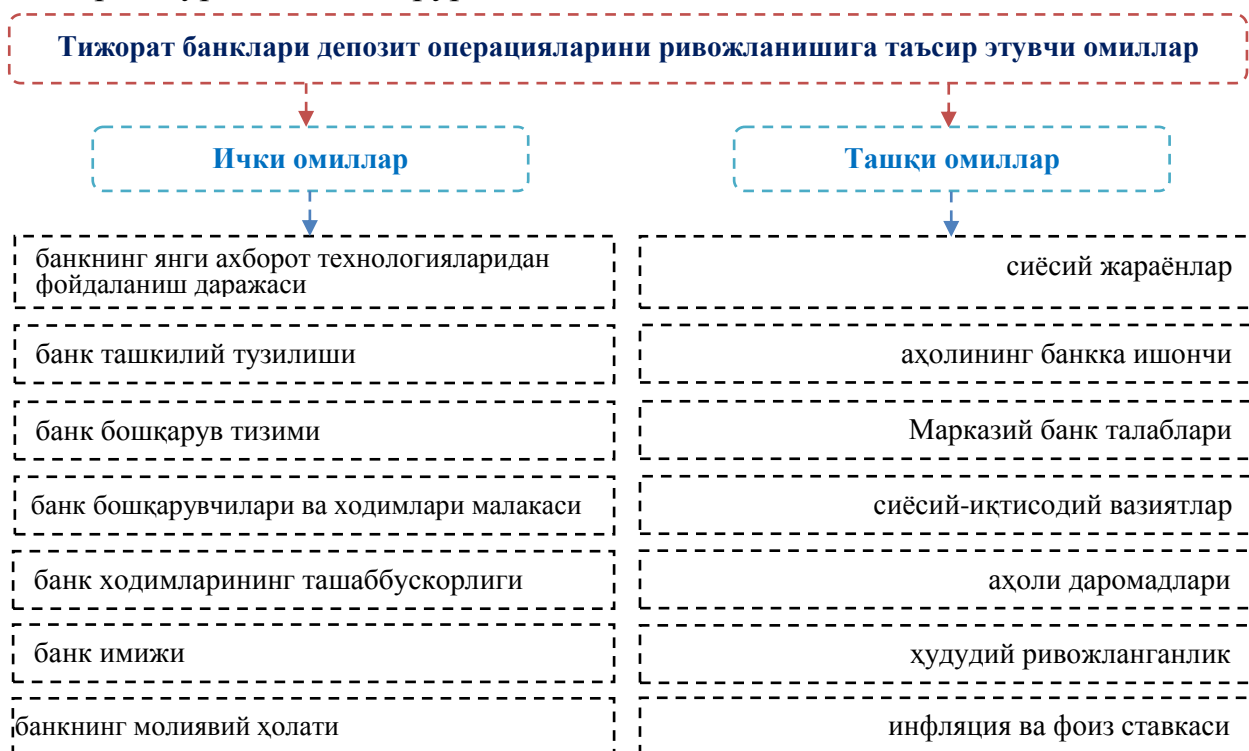 Тижорат банклари депозит операцияларини ривожланишига таъсир этувчи омиллар
Ички омиллар
Ташқи омиллар
банкнинг янги ахборот технологияларидан
фойдаланиш даражаси
сиёсий жараёнлар
банк ташкилий тузилиши
аҳолининг банкка ишончи
банк бошқарув тизими
Марказий банк талаблари
банк бошқарувчилари ва ходимлари малакаси
сиёсий-иқтисодий вазиятлар
банк ходимларининг ташаббускорлиги
аҳоли даромадлари
банк имижи
ҳудудий ривожланганлик
банкнинг молиявий ҳолати
инфляция ва фоиз ставкаси